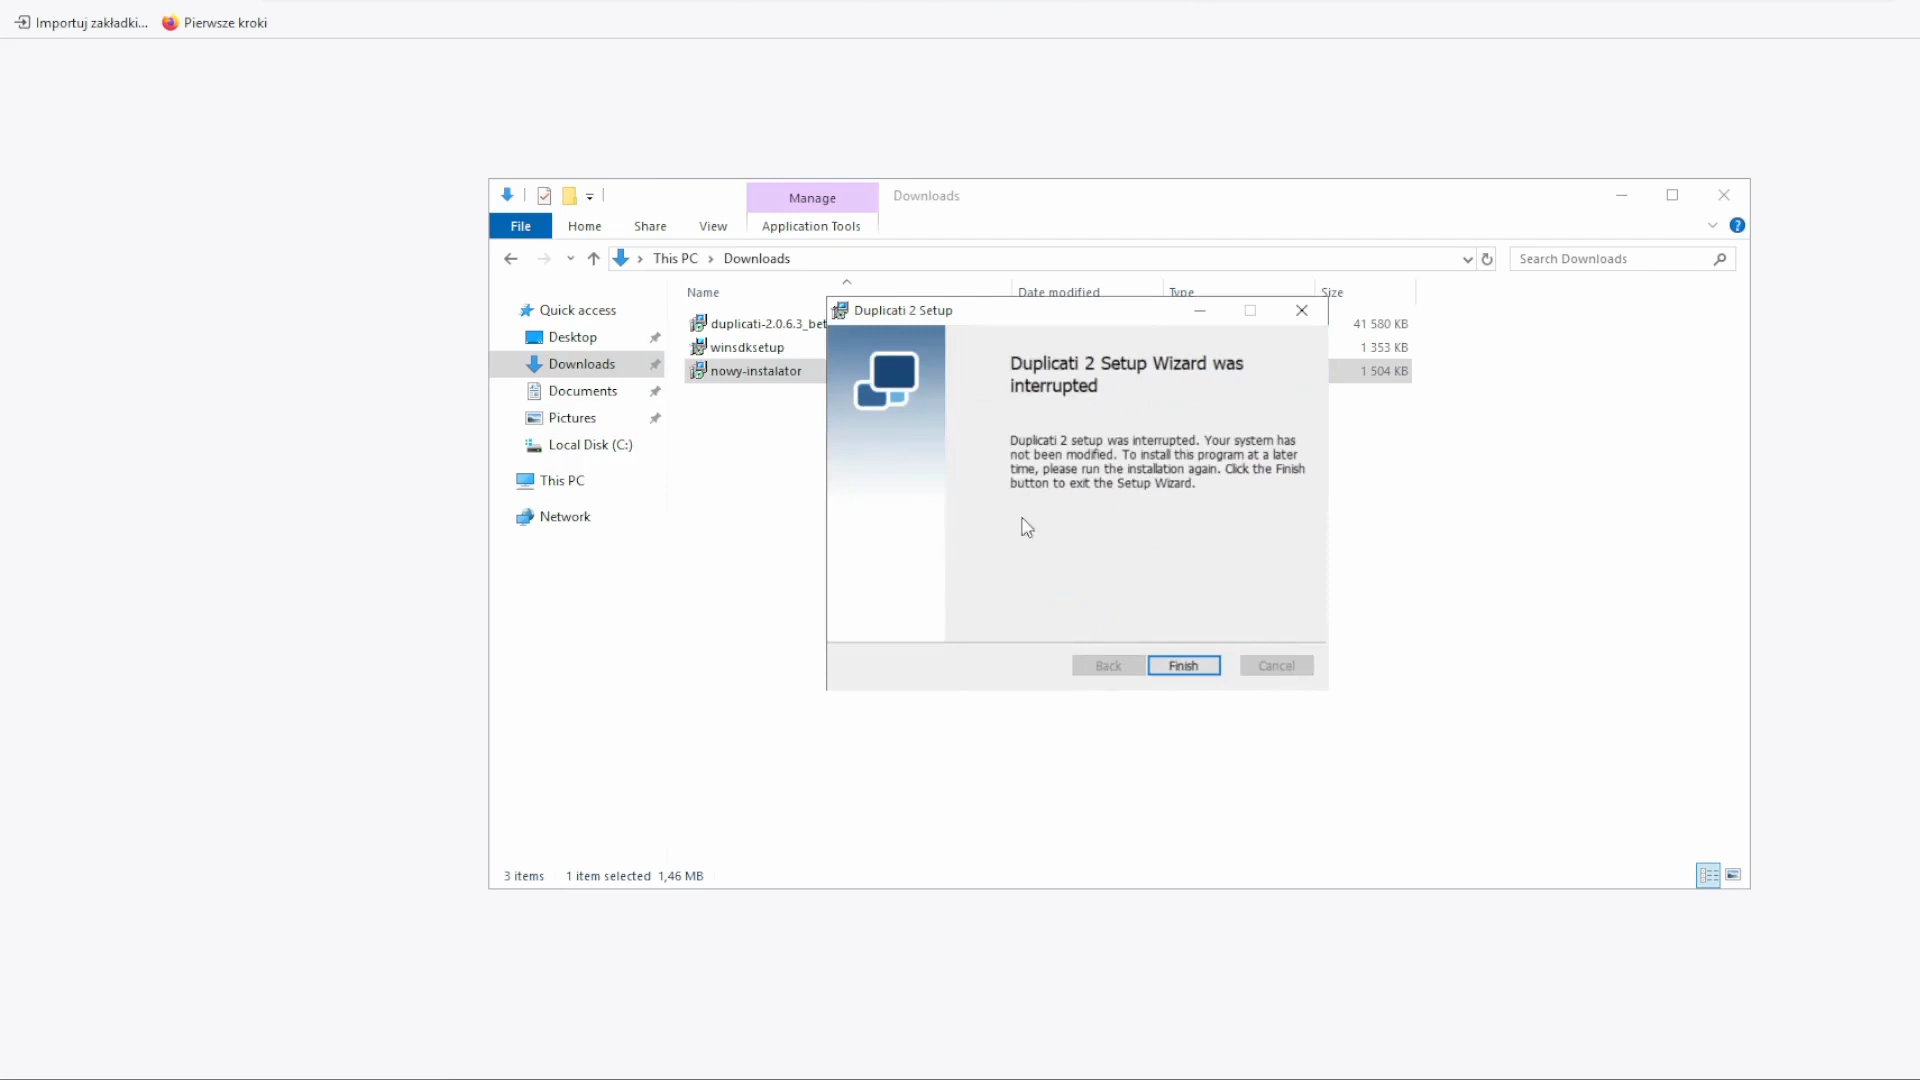 Importuj zakładki... Pierwsze kroki
Manage Downloads
File Home Share View Application Tools
This PC Downloads Search Downloads
Name Date modified Type Size
Quick access
Desktop
Downloads
Documents
Pictures
Local Disk (C:)
This PC
Network
duplicati-2.0.6.3_bet 41 580 KB
winsdksetup 1 353 KB
nowy-instalator 1 504 KB
Duplicati 2 Setup
Duplicati 2 Setup Wizard was
interrupted
Duplicati 2 setup was interrupted. Your system has
not been modified. To install this program at a later
time, please run the installation again. Click the Finish
button to exit the Setup Wizard.
Back Finish Cancel
3 items 1 item selected 1,46 MB